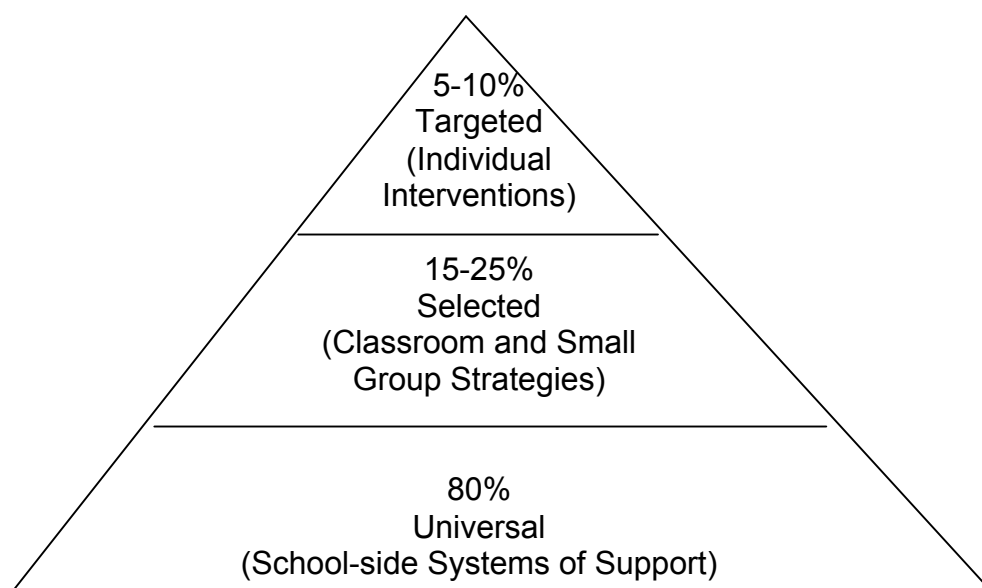 5-10%
Targeted
(Individual
Interventions)
15-25%
Selected
(Classroom and Small
Group Strategies)
80%
Universal
(School-side Systems of Support)